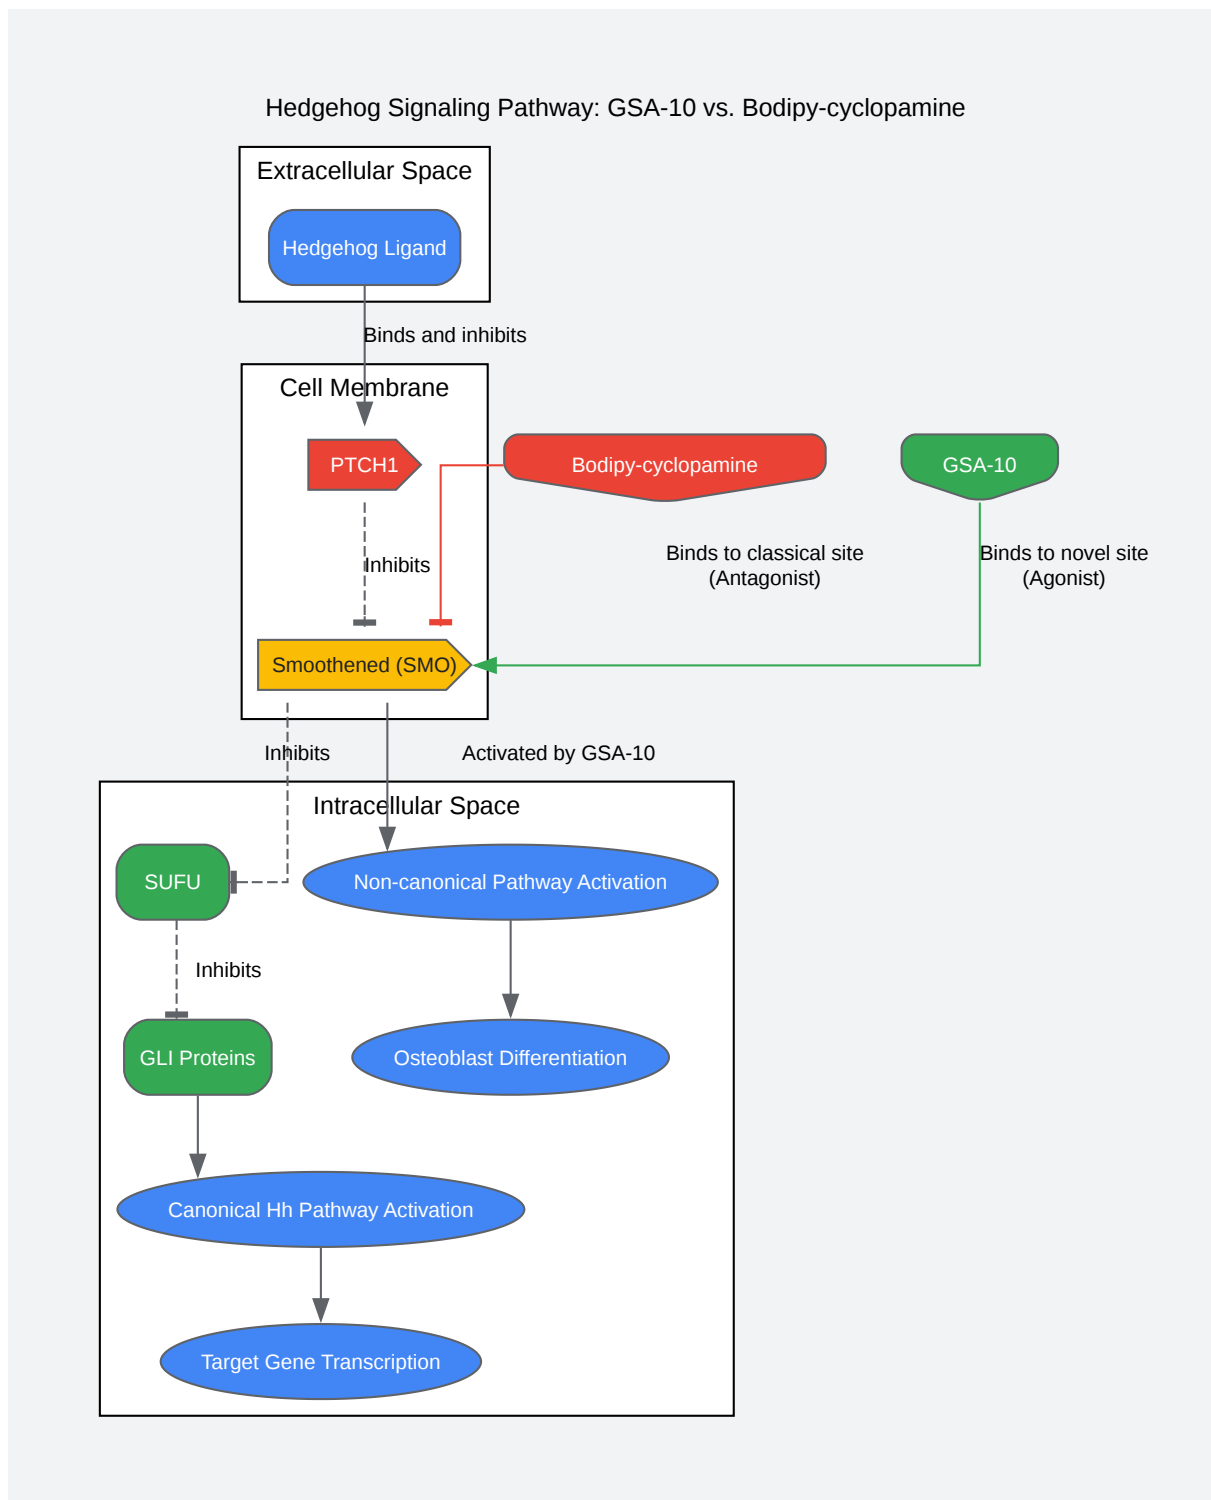 Hedgehog Signaling Pathway: GSA-10 vs. Bodipy-cyclopamine
Extracellular Space
Hedgehog Ligand
Binds and inhibits
Cell Membrane
PTCH1
Bodipy-cyclopamine
GSA-10
Inhibits
Binds to classical site
(Antagonist)
Binds to novel site
(Agonist)
Smoothened (SMO)
Inhibits
Activated by GSA-10
Intracellular Space
SUFU
Non-canonical Pathway Activation
Inhibits
GLI Proteins
Osteoblast Differentiation
Canonical Hh Pathway Activation
Target Gene Transcription